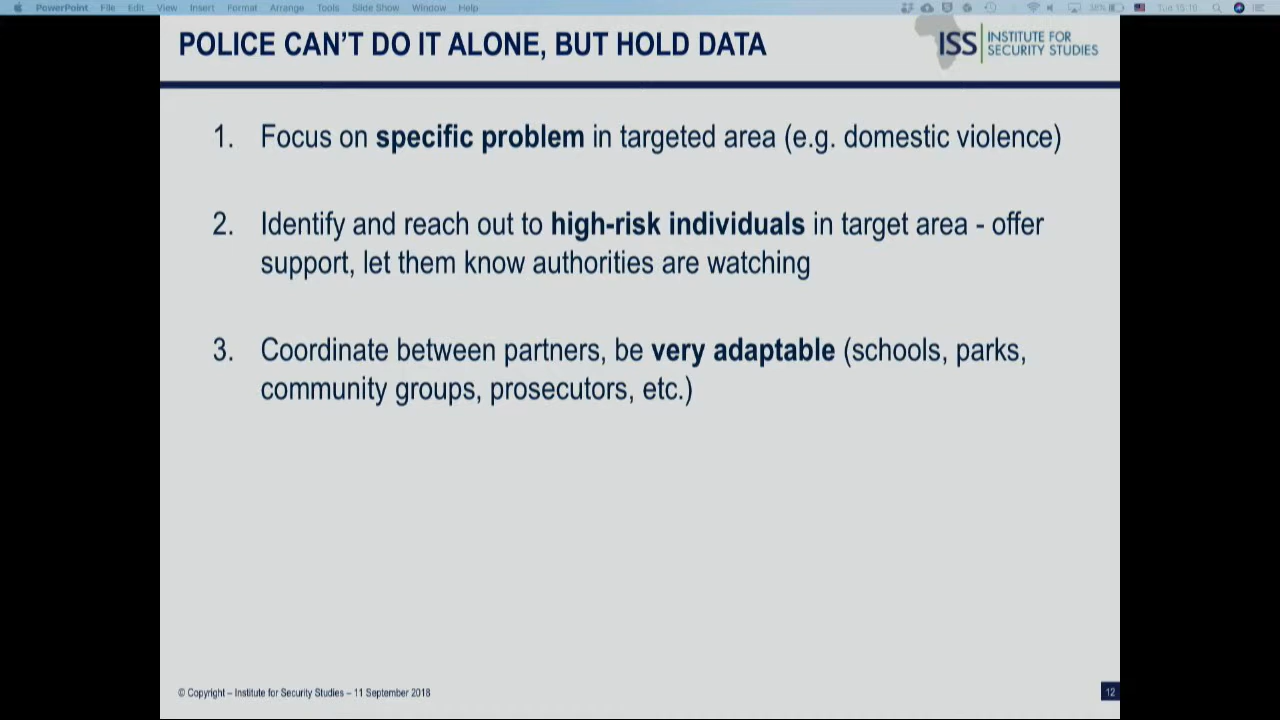 PowerPoint File Edit View Insert Format Arrange Tools Slide Show Window Help
38% Tue 15:16
POLICE CAN'T DO IT ALONE, BUT HOLD DATA
ISS INSTITUTE FOR
SECURITY STUDIES
1. Focus on specific problem in targeted area (e.g. domestic violence)
2. Identify and reach out to high-risk individuals in target area - offer
support, let them know authorities are watching
3. Coordinate between partners, be very adaptable (schools, parks,
community groups, prosecutors, etc.)
© Copyright – Institute for Security Studies – 11 September 2018
12